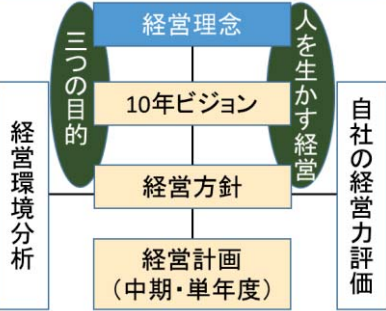 経営理念
三つの目的
人を生かす経営
10年ビジョン
経営環境分析
自社の経営力評価
経営方針
経営計画
(中期・単年度)